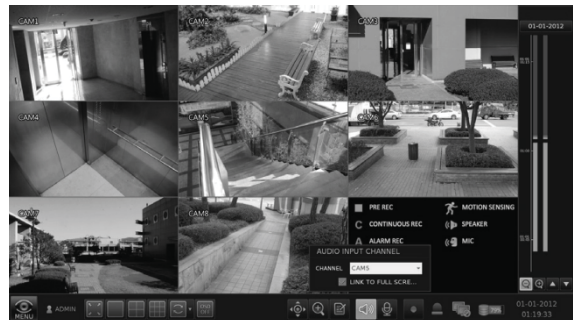 CAM1
CAM2
CAM3
01-01-2012
CAM4
CAM5
CAM7
CAM8
PRE REC
MOTION SENSING
C CONTINUOUS REC
SPEAKER
A ALARM REC
MIC
AUDIO INPUT CHANNEL
CHANNEL CAM5
LINK TO FULL SCRE...
MENU
ADMIN
01-01-2012
01:19:33